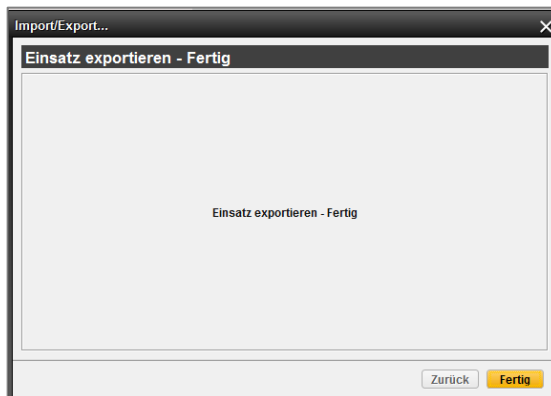 Import/Export...
Einsatz exportieren - Fertig
Einsatz exportieren - Fertig
Zurück Fertig